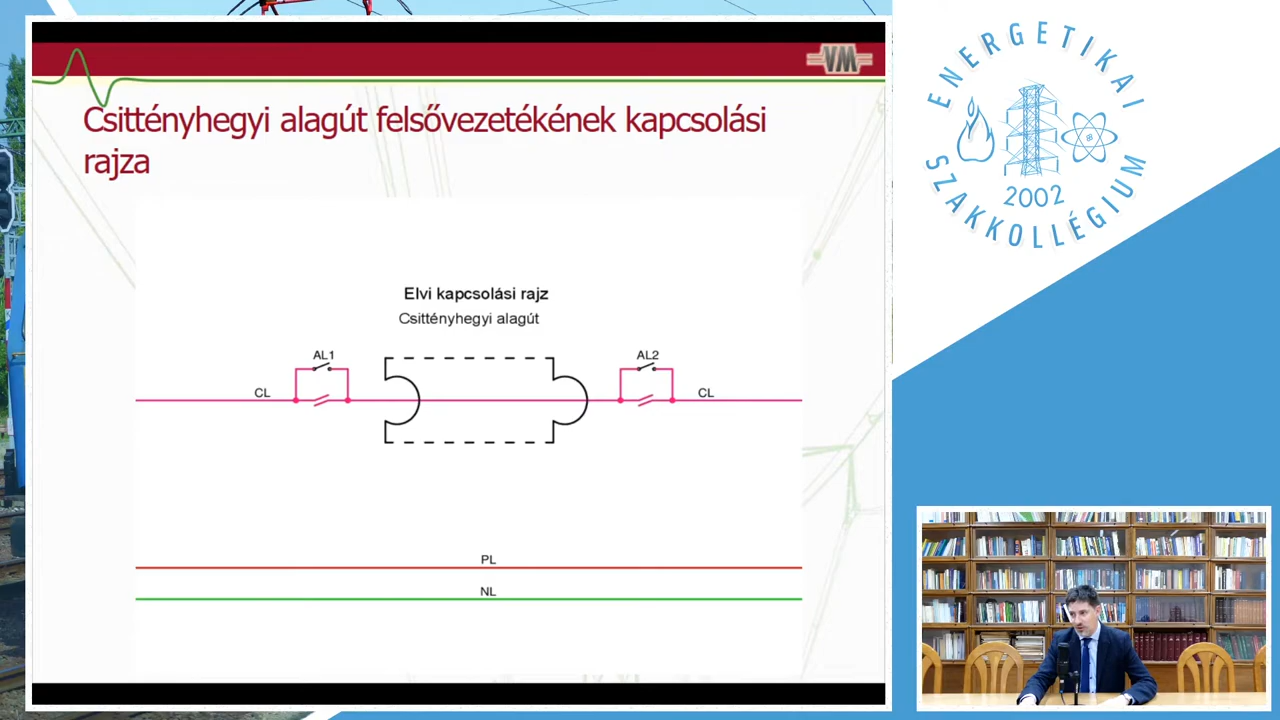 VM
Csittényhegyi alagút felsővezetékének kapcsolási
rajza
Elvi kapcsolási rajz
Csittényhegyi alagút
AL1
AL2
CL
CL
PL
NL
ENERGETIKAI
SZAKKOLLÉGIUM
2002